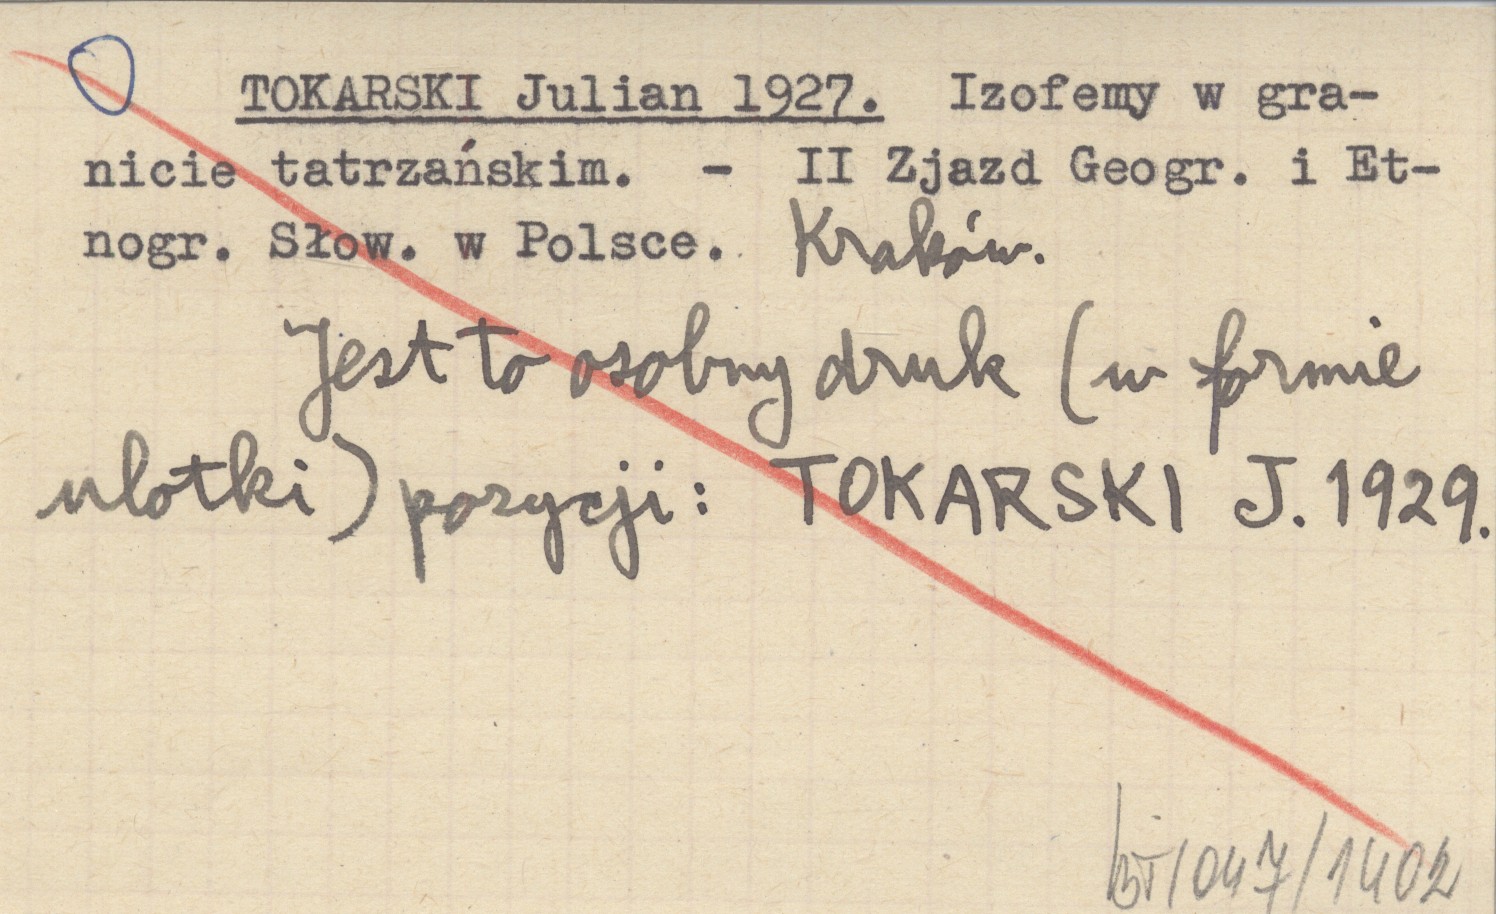 TOKARSKI Julian 1927. Izofemy w gra-
nicie tatrzańskim. - II Zjazd Geogr. i Et-
nogr. Słow. w Polsce. Kraków.
Jest to osobny druk (w formie
ulotki) pozycji: TOKARSKI J. 1929.
BT/047/1402